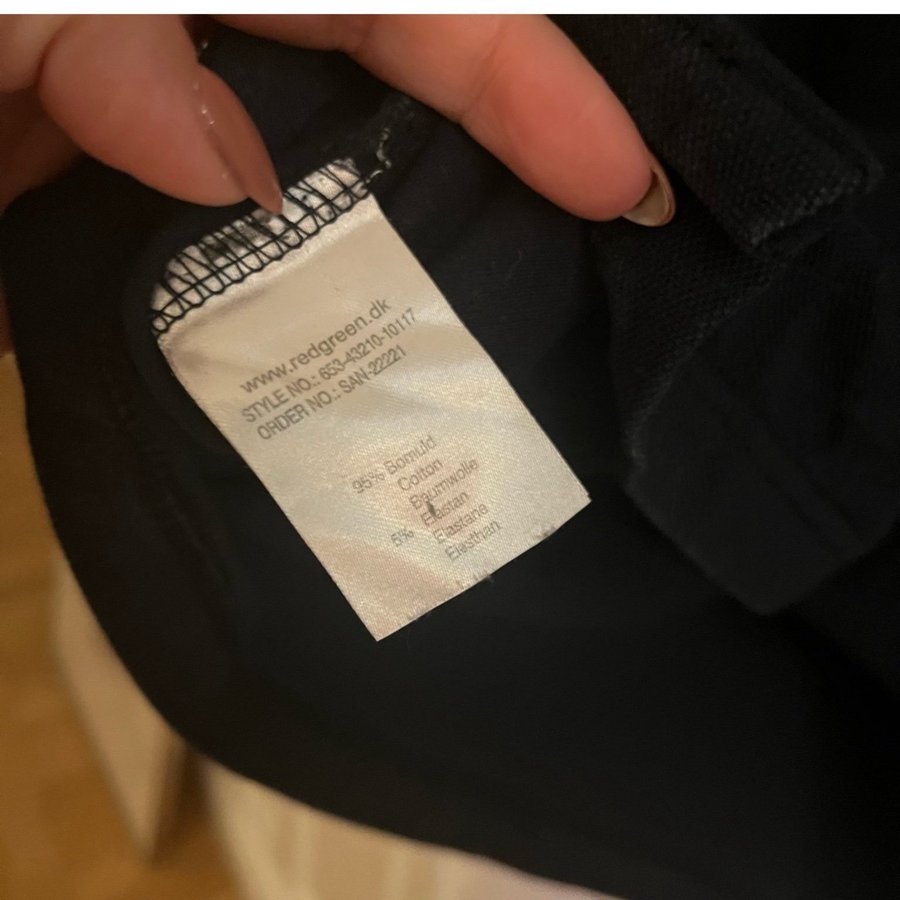 www.redgreen.dk
STYLE NO.: 653-43210-10117
ORDER NO.: SAN-22221
95% Bomuld
Cotton
Baumwolle
5% Elastan
Elastane
Elasthan